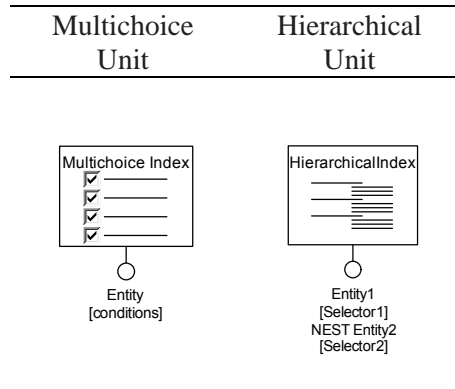 Multichoice Unit
Hierarchical Unit
Multichoice Index
HierarchicalIndex
Entity
[conditions]
Entity1
[Selector1]
NEST Entity2
[Selector2]